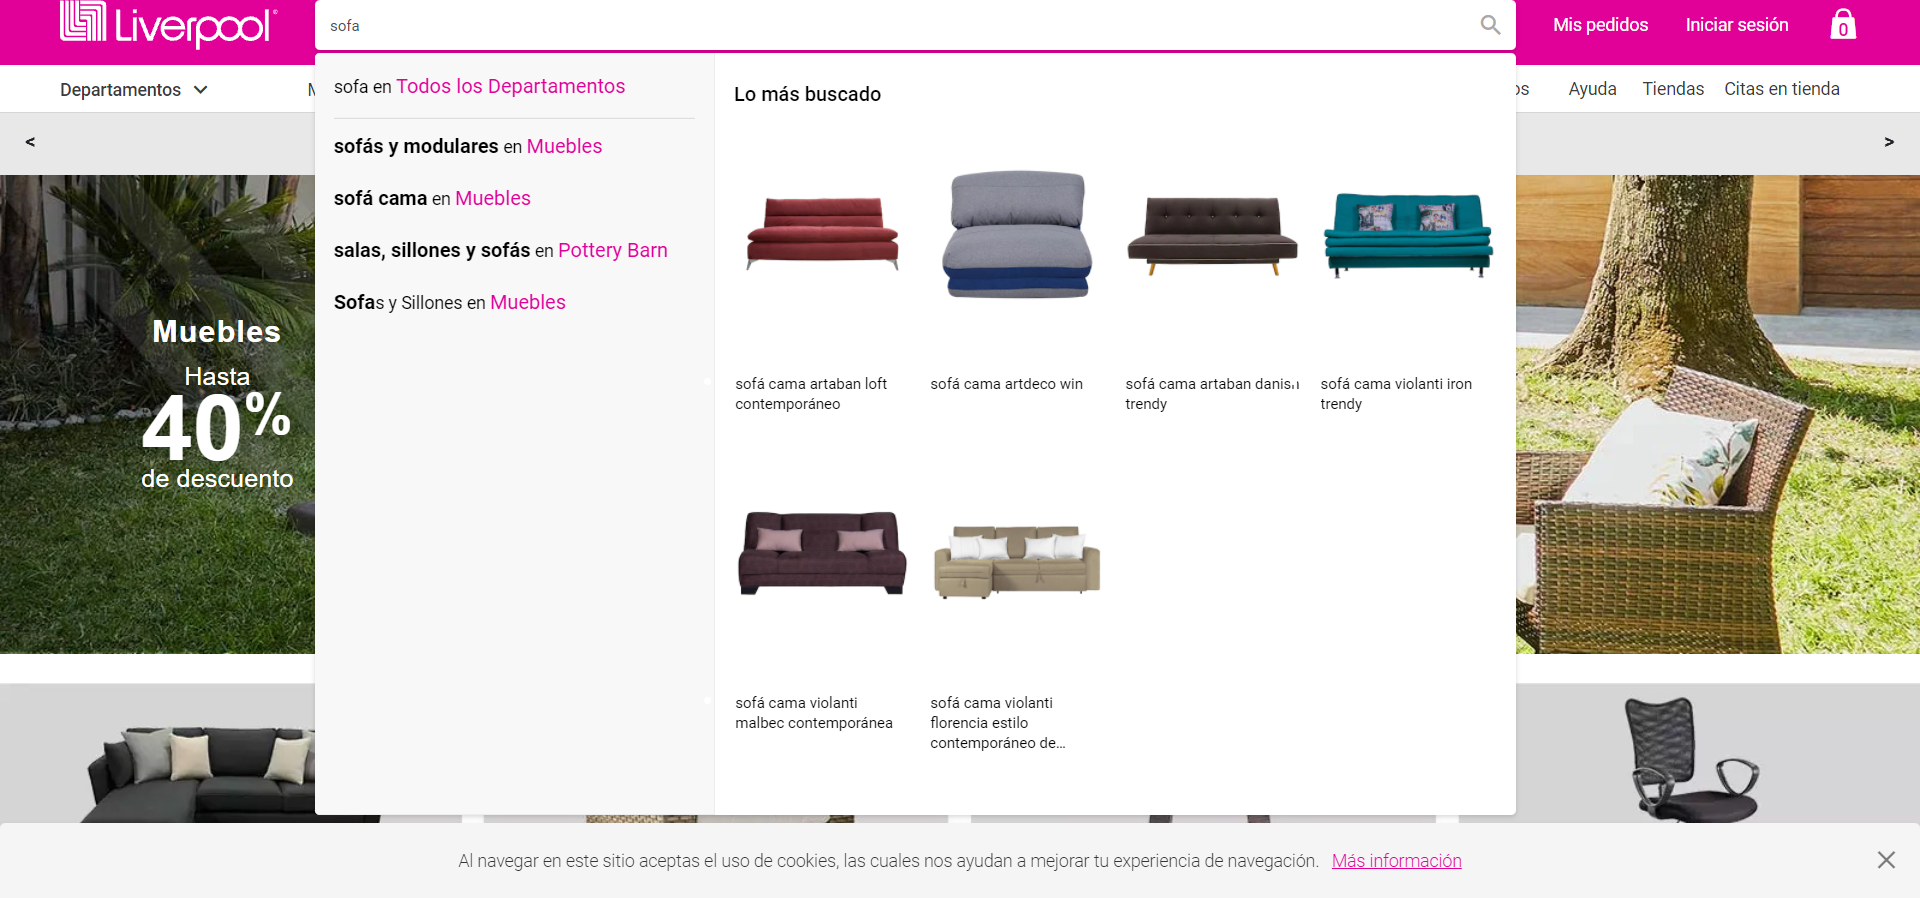 Liverpool
sofa
Mis pedidos
Iniciar sesión
0
Departamentos
Ayuda
Tiendas
Citas en tienda
<
>
sofa en Todos los Departamentos
sofás y modulares en Muebles
sofá cama en Muebles
salas, sillones y sofás en Pottery Barn
Sofas y Sillones en Muebles
Lo más buscado
sofá cama artaban loft
contemporáneo
sofá cama artdeco win
sofá cama artaban danish
trendy
sofá cama violanti iron
trendy
sofá cama violanti
malbec contemporánea
sofá cama violanti
florencia estilo
contemporáneo de...
Muebles
Hasta
40%
de descuento
Al navegar en este sitio aceptas el uso de cookies, las cuales nos ayudan a mejorar tu experiencia de navegación. Más información